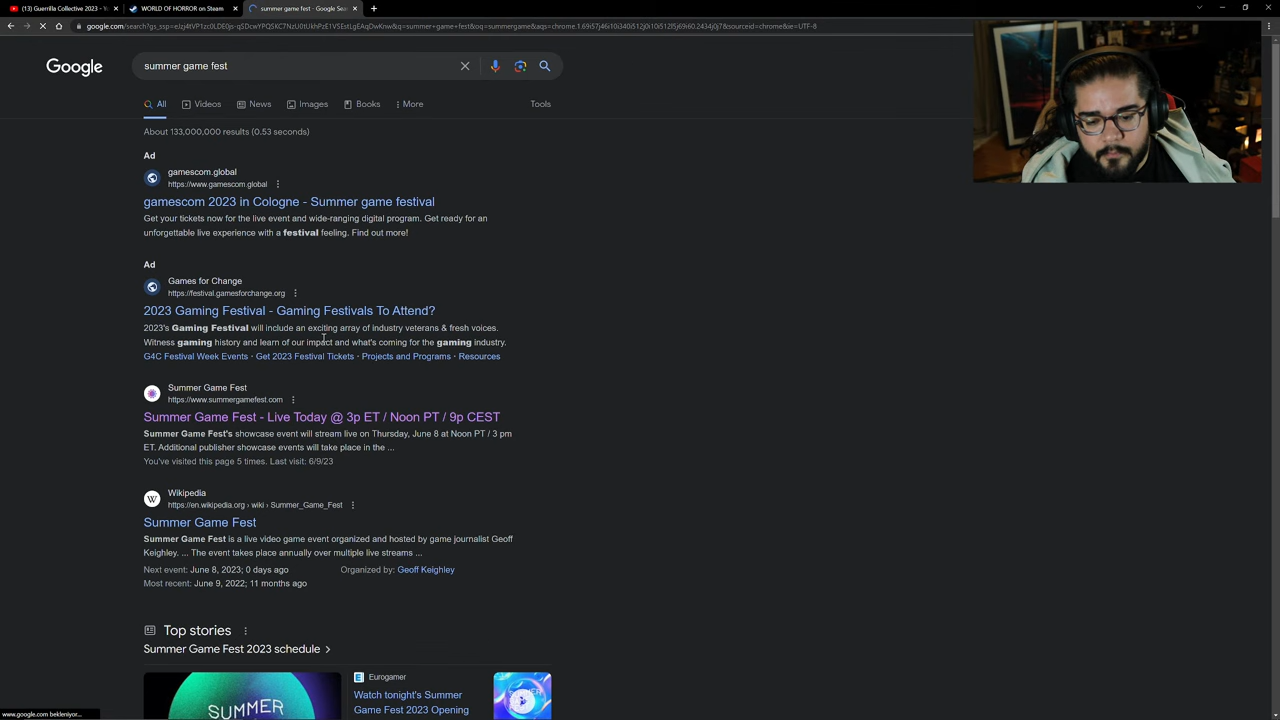 (13) Guerrilla Collective 2023 - Y
WORLD OF HORROR on Steam
summer game fest - Google Sea
Google
summer game fest
All
Videos
News
Images
Books
More
Tools
About 133,000,000 results (0.53 seconds)
Ad
gamescom.global
https://www.gamescom.global
gamescom 2023 in Cologne - Summer game festival
Get your tickets now for the live event and wide-ranging digital program. Get ready for an
unforgettable live experience with a festival feeling. Find out more!
Ad
Games for Change
https://festival.gamesforchange.org
2023 Gaming Festival - Gaming Festivals To Attend?
2023's Gaming Festival will include an exciting array of industry veterans & fresh voices.
Witness gaming history and learn of our impact and what's coming for the gaming industry.
G4C Festival Week Events · Get 2023 Festival Tickets · Projects and Programs · Resources
Summer Game Fest
https://www.summergamefest.com
Summer Game Fest - Live Today @ 3p ET / Noon PT / 9p CEST
Summer Game Fest's showcase event will stream live on Thursday, June 8 at Noon PT / 3 pm
ET. Additional publisher showcase events will take place in the ...
You've visited this page 5 times. Last visit: 6/9/23
W
Wikipedia
https://en.wikipedia.org › wiki › Summer_Game_Fest
Summer Game Fest
Summer Game Fest is a live video game event organized and hosted by game journalist Geoff
Keighley. ... The event takes place annually over multiple live streams ...
Next event: June 8, 2023; 0 days ago
Organized by: Geoff Keighley
Most recent: June 9, 2022; 11 months ago
Top stories
Summer Game Fest 2023 schedule
SUMMER
E
Eurogamer
Watch tonight's Summer
Game Fest 2023 Opening
www.google.com bekleniyor...